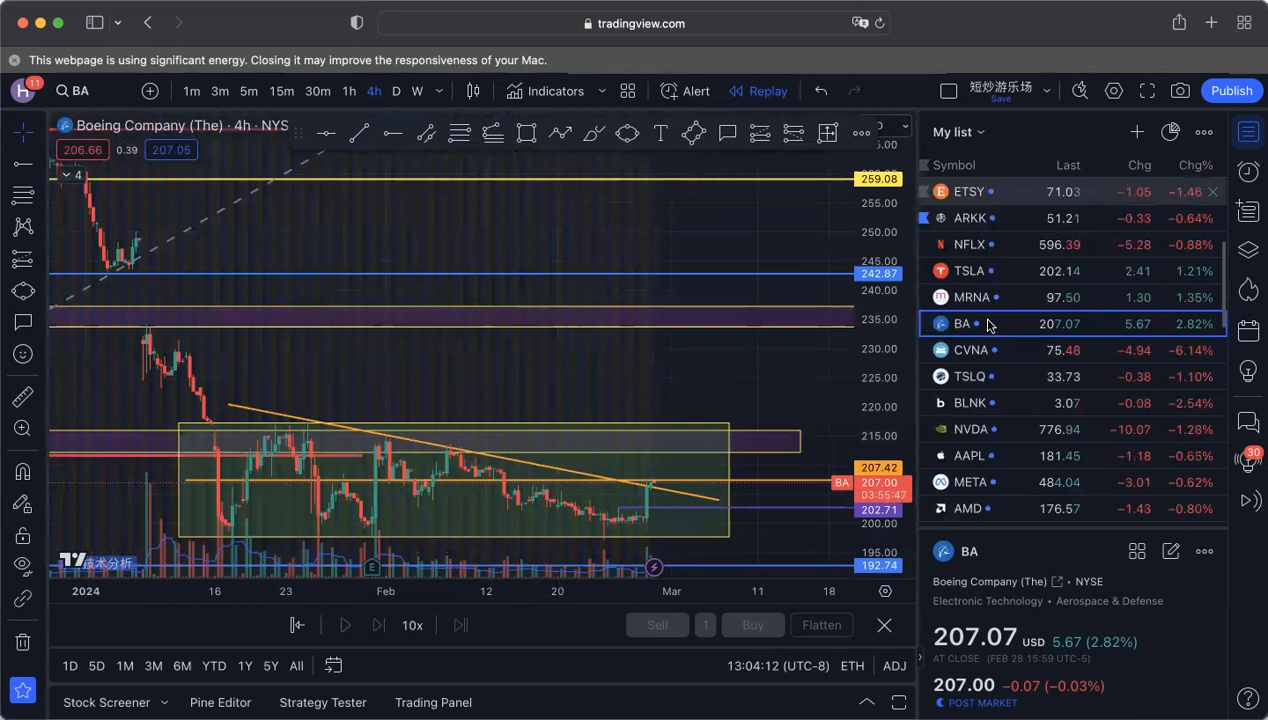 tradingview.com
This webpage is using significant energy. Closing it may improve the responsiveness of your Mac.
h 11 BA 1m 3m 5m 15m 30m 1h 4h D W Indicators Alert Replay 短炒游乐场 Save Publish
Boeing Company (The) · 4h · NYS
206.66 0.39 207.05
4
259.08
255.00
250.00
245.00
242.87
240.00
235.00
230.00
225.00
220.00
215.00
207.42
BA 207.00
03:55:47
202.71
200.00
195.00
192.74
技术分析
E
2024 16 23 Feb 12 20 Mar 11 18
10x Sell 1 Buy Flatten
1D 5D 1M 3M 6M YTD 1Y 5Y All 13:04:12 (UTC-8) ETH ADJ
Stock Screener Pine Editor Strategy Tester Trading Panel
My list
Symbol Last Chg Chg%
ETSY 71.03 −1.05 −1.46
ARKK 51.21 −0.33 −0.64%
NFLX 596.39 −5.28 −0.88%
TSLA 202.14 2.41 1.21%
MRNA 97.50 1.30 1.35%
BA 207.07 5.67 2.82%
CVNA 75.48 −4.94 −6.14%
TSLQ 33.73 −0.38 −1.10%
BLNK 3.07 −0.08 −2.54%
NVDA 776.94 −10.07 −1.28%
AAPL 181.45 −1.18 −0.65%
META 484.04 −3.01 −0.62%
AMD 176.57 −1.43 −0.80%
BA
Boeing Company (The) • NYSE
Electronic Technology • Aerospace & Defense
207.07 USD 5.67 (2.82%)
AT CLOSE (FEB 28 15:59 UTC-5)
207.00 −0.07 (−0.03%)
POST MARKET
30